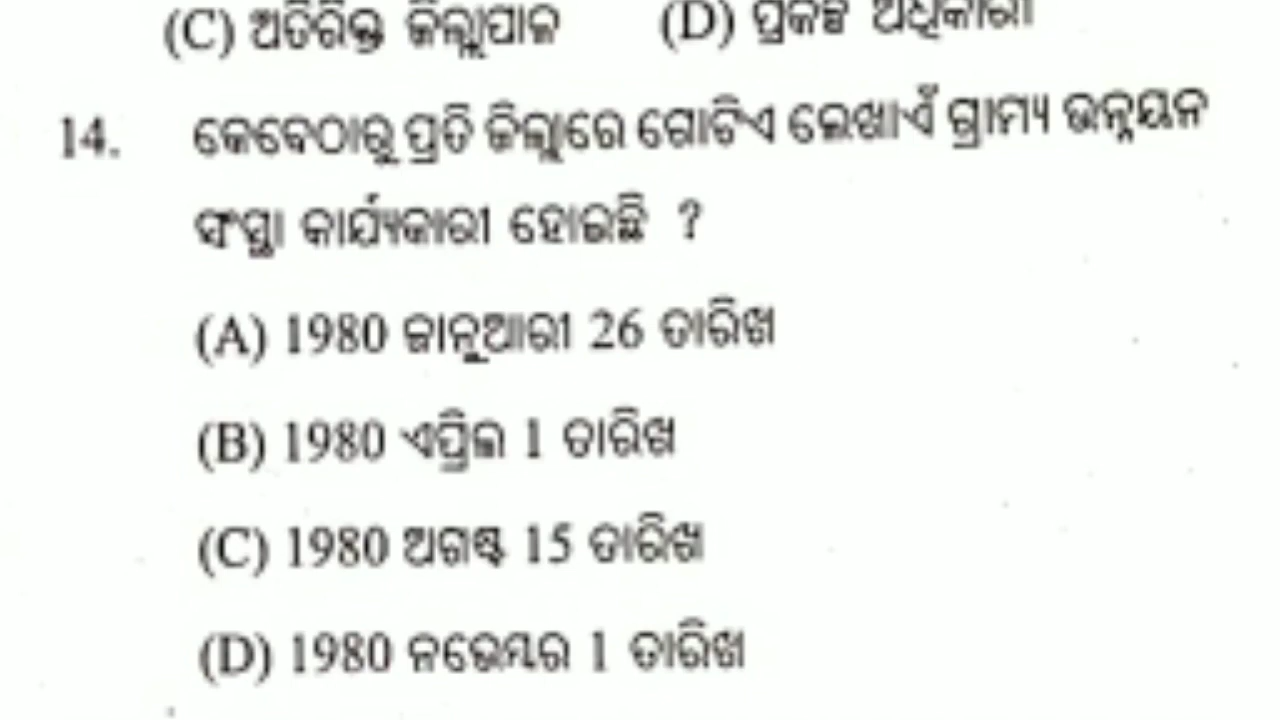 (C) ଅତିରିକ୍ତ ଜିଲ୍ଲାପାଳ (D) ପ୍ରକଳ୍ପ ଅଧିକାରୀ
14. କେବେଠାରୁ ପ୍ରତି ଜିଲ୍ଲାରେ ଗୋଟିଏ ଲେଖାଏଁ ଗ୍ରାମ୍ୟ ଉନ୍ନୟନ
ସଂସ୍ଥା କାର୍ଯ୍ୟକାରୀ ହୋଇଛି ?
(A) 1980 ଜାନୁଆରୀ 26 ତାରିଖ
(B) 1980 ଏପ୍ରିଲ 1 ତାରିଖ
(C) 1980 ଅଗଷ୍ଟ 15 ତାରିଖ
(D) 1980 ନଭେମ୍ବର 1 ତାରିଖ